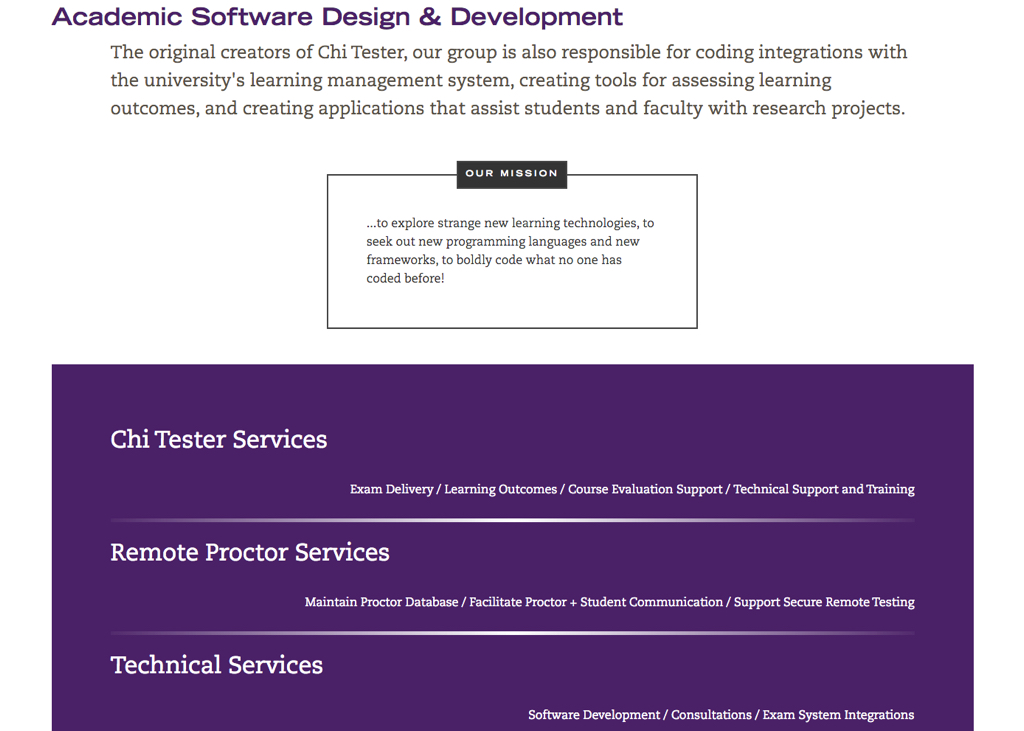 Academic Software Design & Development
The original creators of Chi Tester, our group is also responsible for coding integrations with
the university's learning management system, creating tools for assessing learning
outcomes, and creating applications that assist students and faculty with research projects.
OUR MISSION
...to explore strange new learning technologies, to
seek out new programming languages and new
frameworks, to boldly code what no one has
coded before!
Chi Tester Services
Exam Delivery / Learning Outcomes / Course Evaluation Support / Technical Support and Training
Remote Proctor Services
Maintain Proctor Database / Facilitate Proctor + Student Communication / Support Secure Remote Testing
Technical Services
Software Development / Consultations / Exam System Integrations